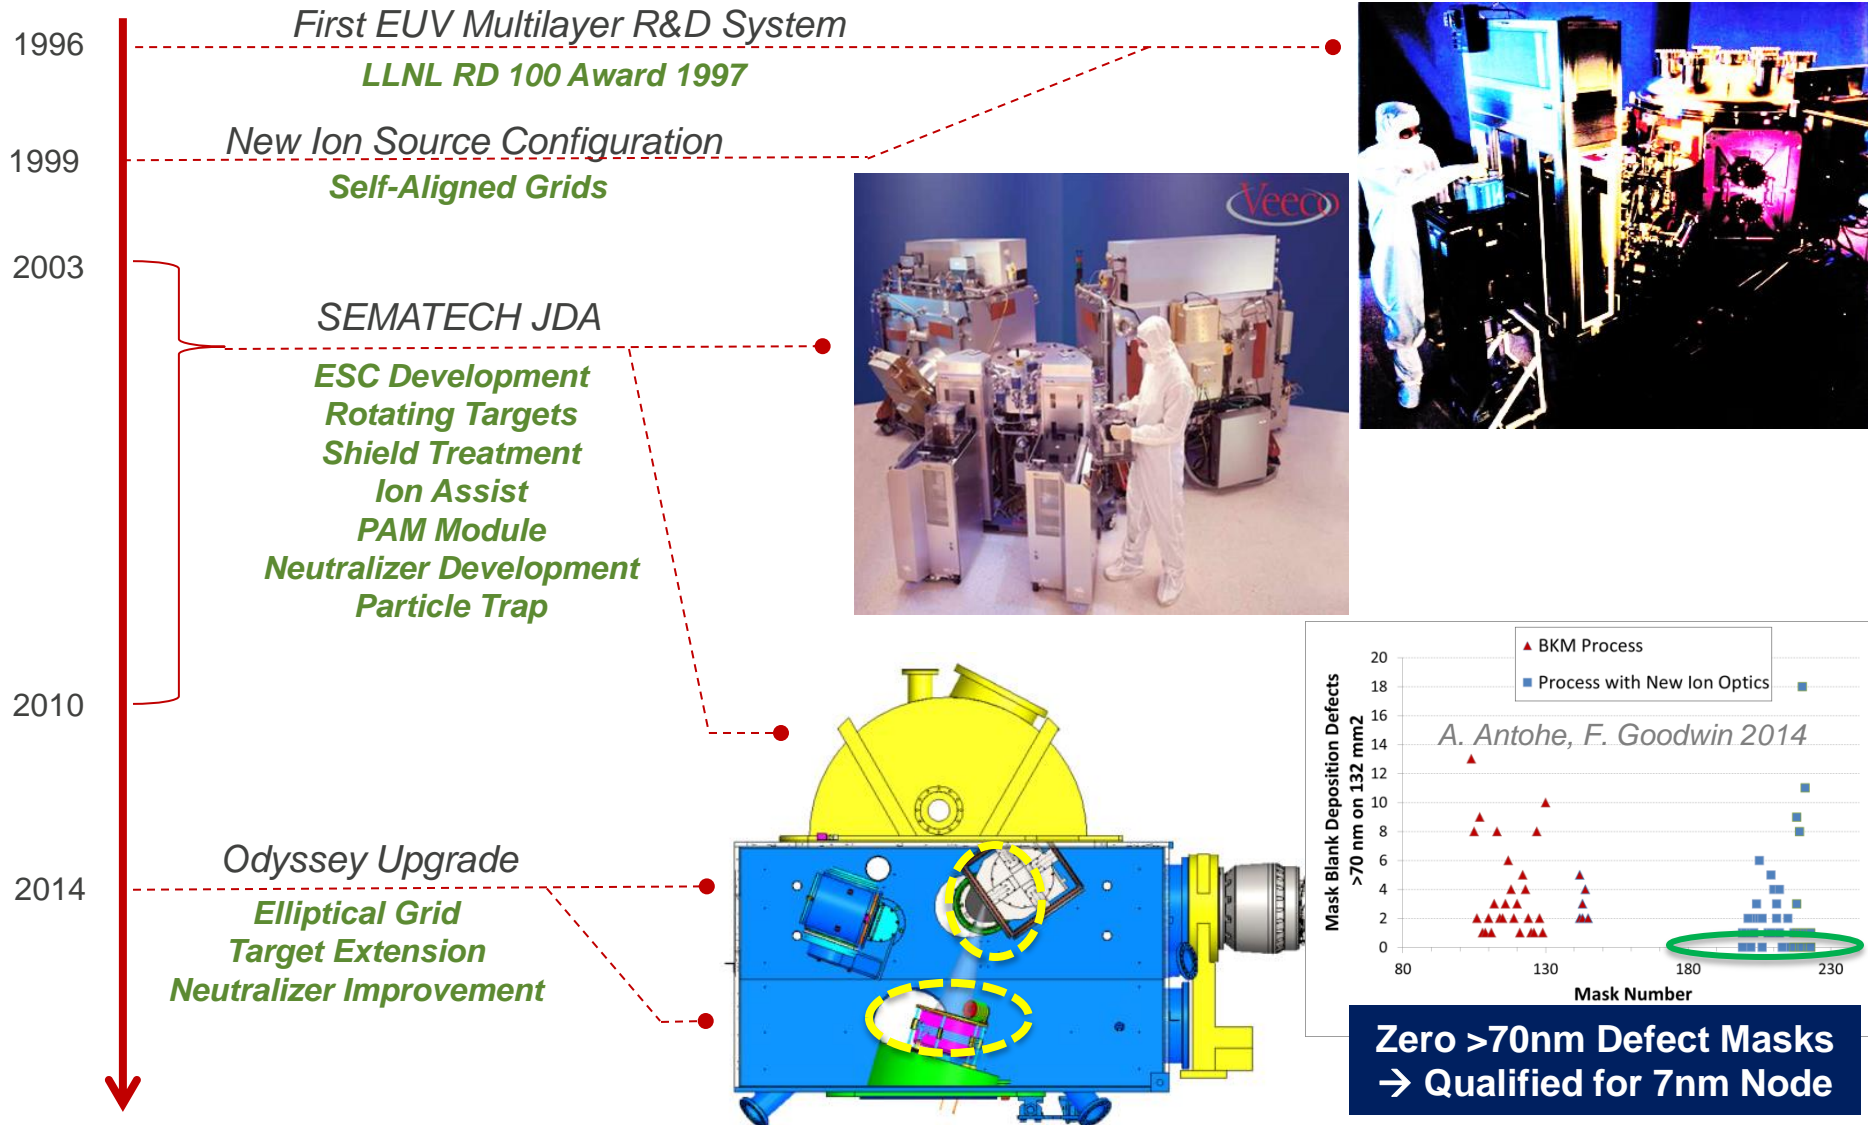 1996
First EUV Multilayer R&D System
LLNL RD 100 Award 1997
1999
New Ion Source Configuration
Self-Aligned Grids
2003
SEMATECH JDA
ESC Development
Rotating Targets
Shield Treatment
Ion Assist
PAM Module
Neutralizer Development
Particle Trap
2010
2014
Odyssey Upgrade
Elliptical Grid
Target Extension
Neutralizer Improvement
Veeco
BKM Process
Process with New Ion Optics
A. Antohe, F. Goodwin 2014
Mask Blank Deposition Defects
>70 nm on 132 mm2
20
18
16
14
12
10
8
6
4
2
0
80
130
180
230
Mask Number
Zero >70nm Defect Masks
→ Qualified for 7nm Node